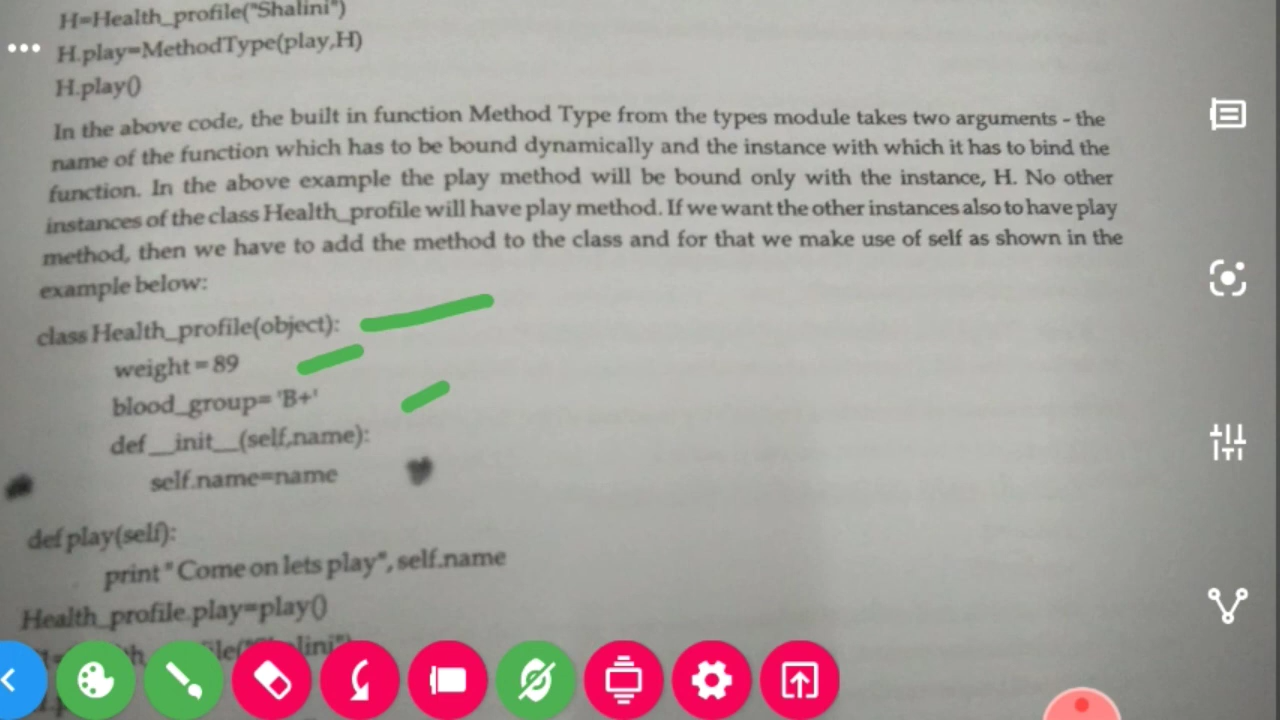 H=Health_profile("Shalini")
H.play=MethodType(play,H)
H.play()
In the above code, the built in function Method Type from the types module takes two arguments - the
name of the function which has to be bound dynamically and the instance with which it has to bind the
function. In the above example the play method will be bound only with the instance, H. No other
instances of the class Health_profile will have play method. If we want the other instances also to have play
method, then we have to add the method to the class and for that we make use of self as shown in the
example below:
class Health_profile(object):
weight = 89
blood_group= 'B+'
def __init__(self,name):
self.name=name
def play(self):
print " Come on lets play", self.name
Health_profile.play=play()